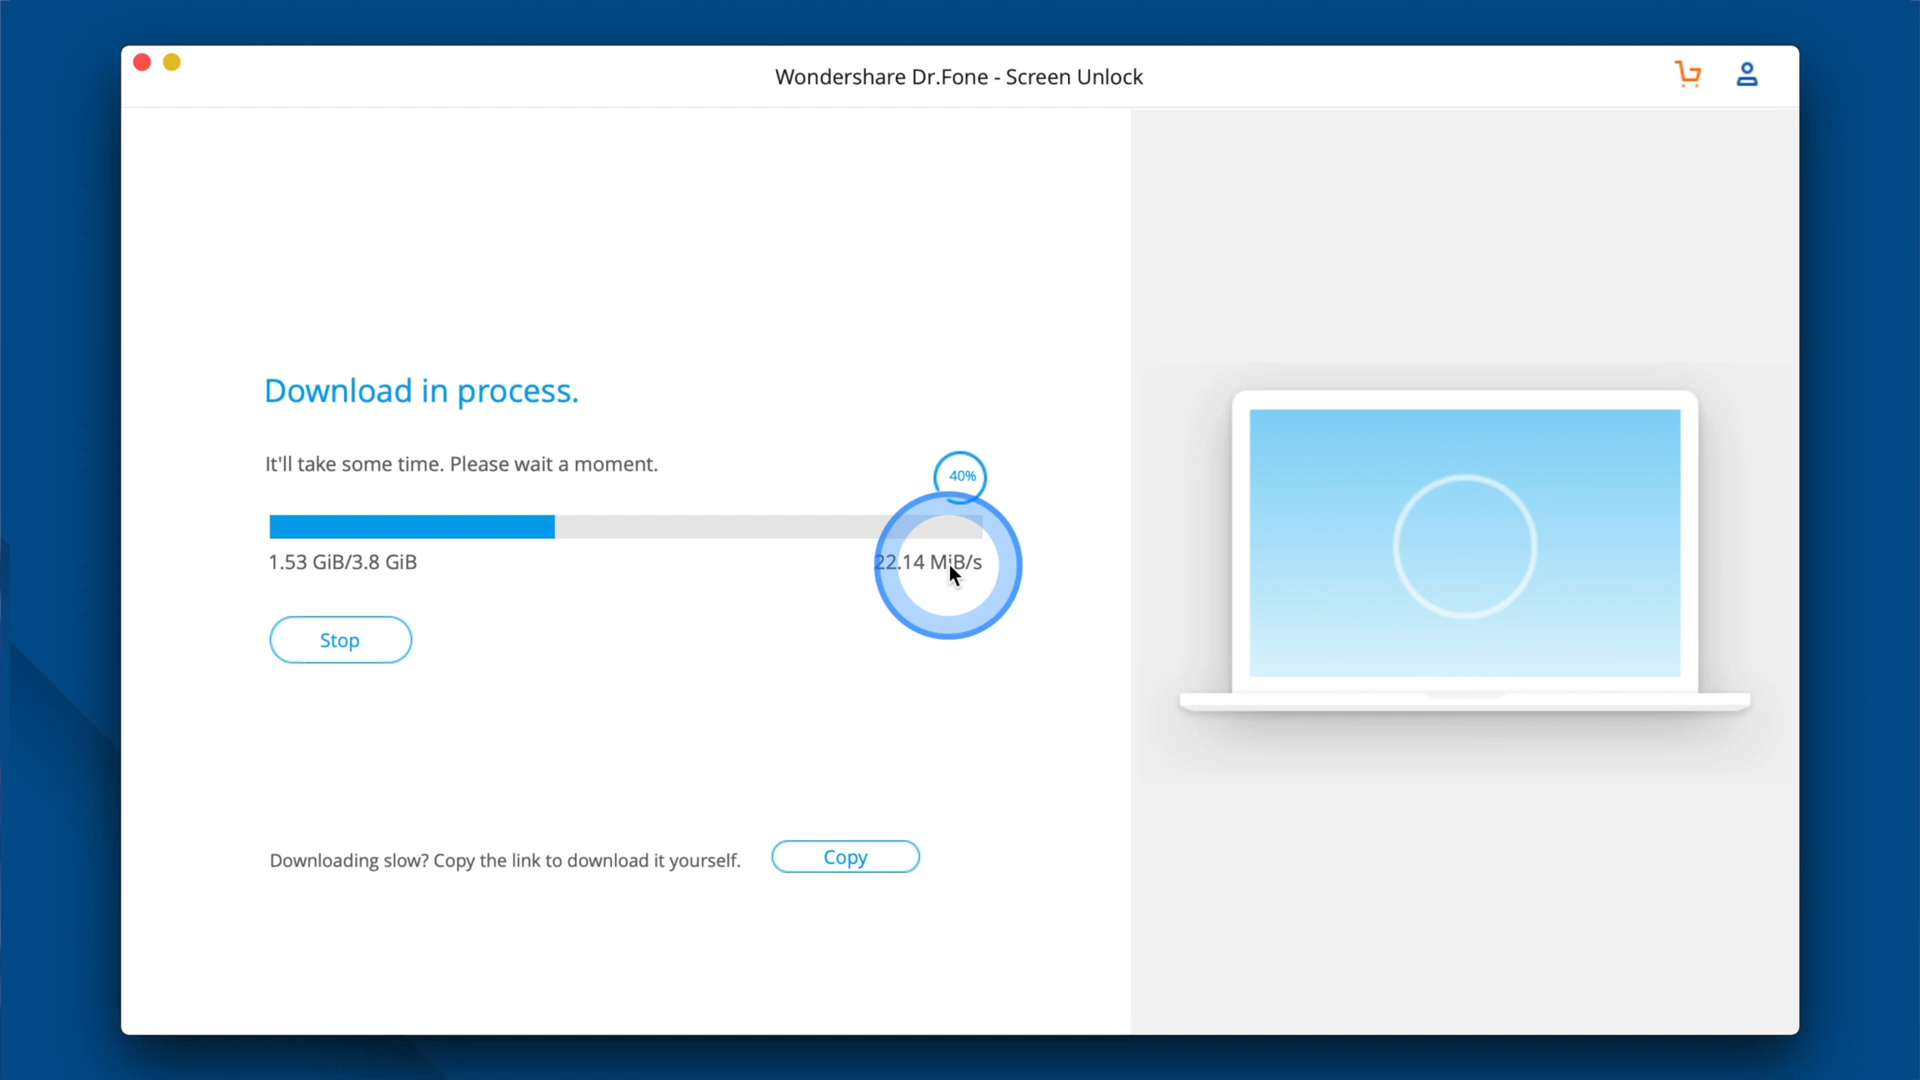 Wondershare Dr.Fone - Screen Unlock
Download in process.
It'll take some time. Please wait a moment.
40%
1.53 GiB/3.8 GiB
22.14 MiB/s
Stop
Downloading slow? Copy the link to download it yourself.
Copy